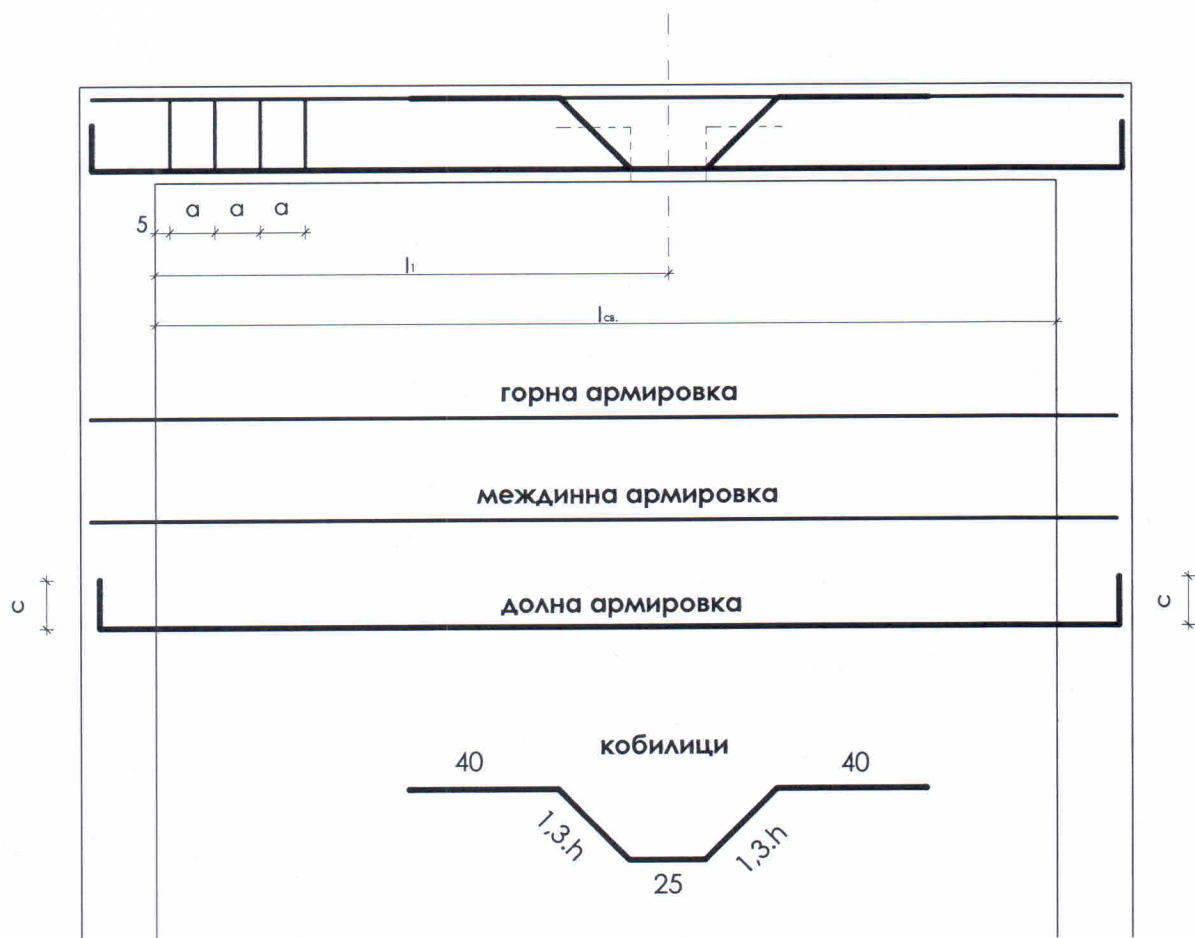 5 a a a
l1
lсв.
горна армировка
междинна армировка
c долна армировка c
кобилици
40 40
1,3.h 1,3.h
25